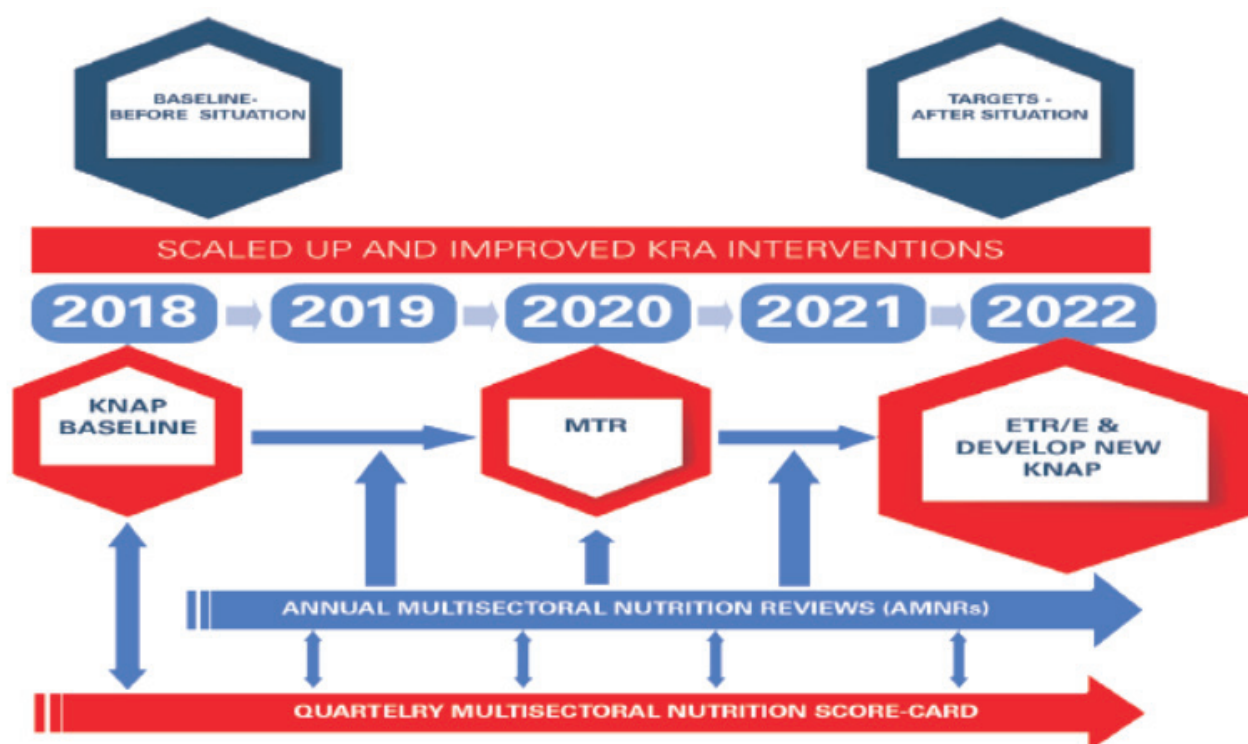 BASELINE-
BEFORE SITUATION
TARGETS -
AFTER SITUATION
SCALED UP AND IMPROVED KRA INTERVENTIONS
2018
2019
2020
2021
2022
KNAP
BASELINE
MTR
ETR/E &
DEVELOP NEW
KNAP
ANNUAL MULTISECTORAL NUTRITION REVIEWS (AMNRs)
QUARTELRY MULTISECTORAL NUTRITION SCORE-CARD